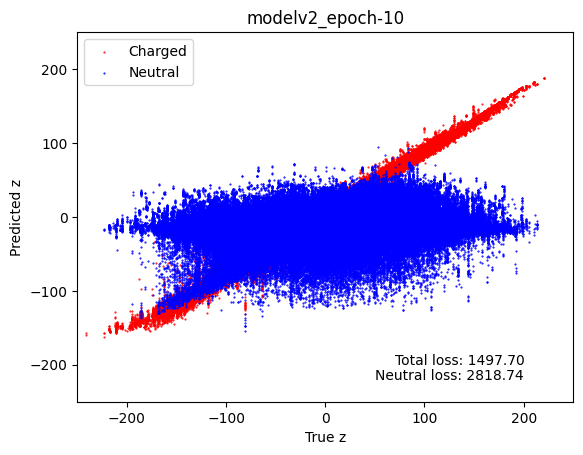 modelv2_epoch-10
Charged
Neutral
Predicted z
200
100
0
−100
−200
Total loss: 1497.70
Neutral loss: 2818.74
−200
−100
0
100
200
True z